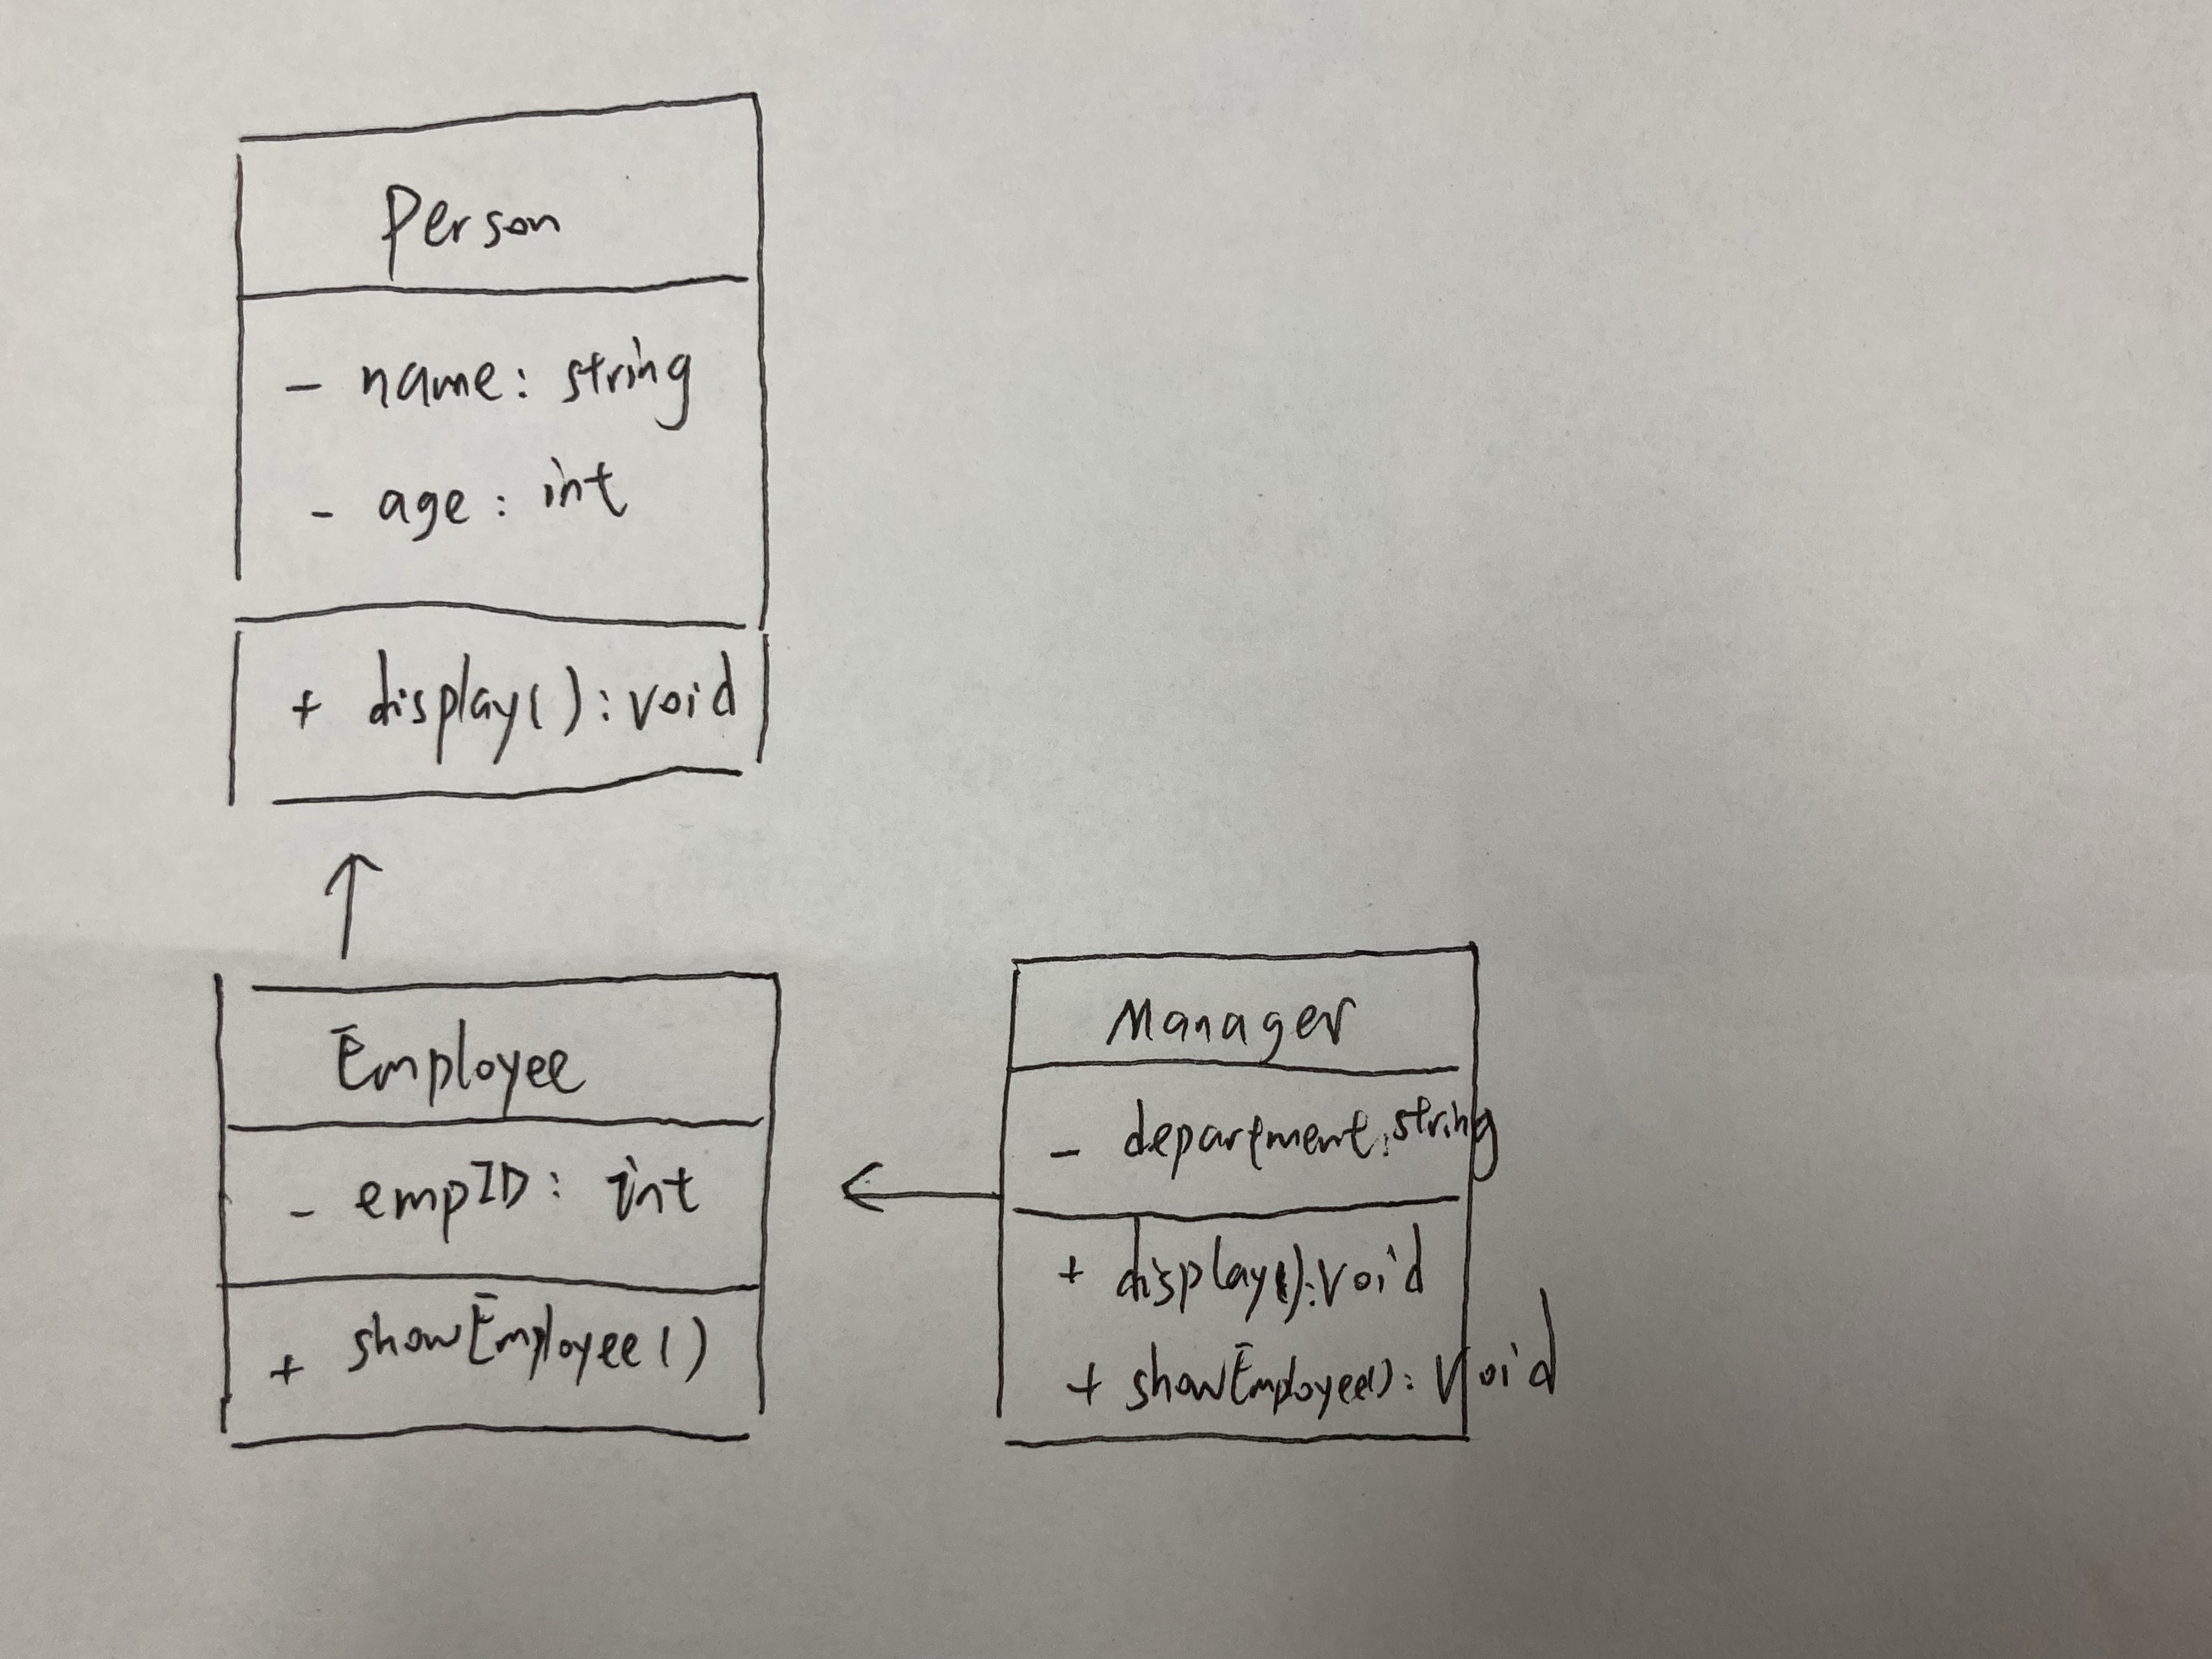 Person
- name: string
- age: int
+ display(): void
Employee
- empID: int
+ showEmployee()
Manager
- department: string
+ display(): void
+ showEmployee(): void